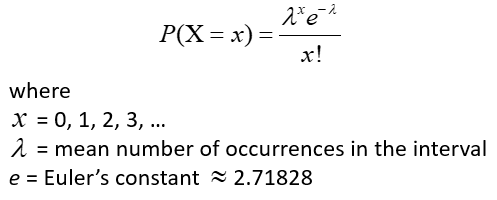 P(X = x) = λ^x e^−λ / x!
where
x = 0, 1, 2, 3, ...
λ = mean number of occurrences in the interval
e = Euler's constant ≈ 2.71828